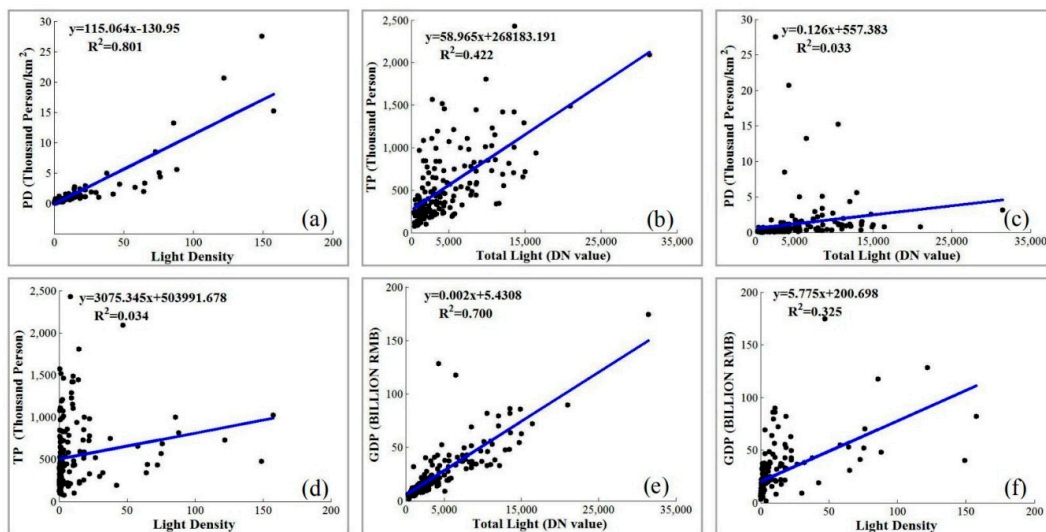 y=115.064x-130.95
R²=0.801
30
25
20
15
10
5
0
PD (Thousand Person/km²)
0
50
100
150
200
Light Density
(a)
y=58.965x+268183.191
R²=0.422
2,500
2,000
1,500
1,000
500
0
TP (Thousand Person)
5,000
15,000
25,000
35,000
Total Light (DN value)
(b)
y=0.126x+557.383
R²=0.033
30
25
20
15
10
5
0
PD (Thousand Person/km²)
5,000
15,000
25,000
35,000
Total Light (DN value)
(c)
y=3075.345x+503991.678
R²=0.034
2,500
2,000
1,500
1,000
500
0
TP (Thousand Person)
0
50
100
150
200
Light Density
(d)
y=0.002x+5.4308
R²=0.700
200
150
100
50
0
GDP (BILLION RMB)
5,000
15,000
25,000
35,000
Total Light (DN value)
(e)
y=5.775x+200.698
R²=0.325
200
150
100
50
0
GDP (BILLION RMB)
0
50
100
150
200
Light Density
(f)